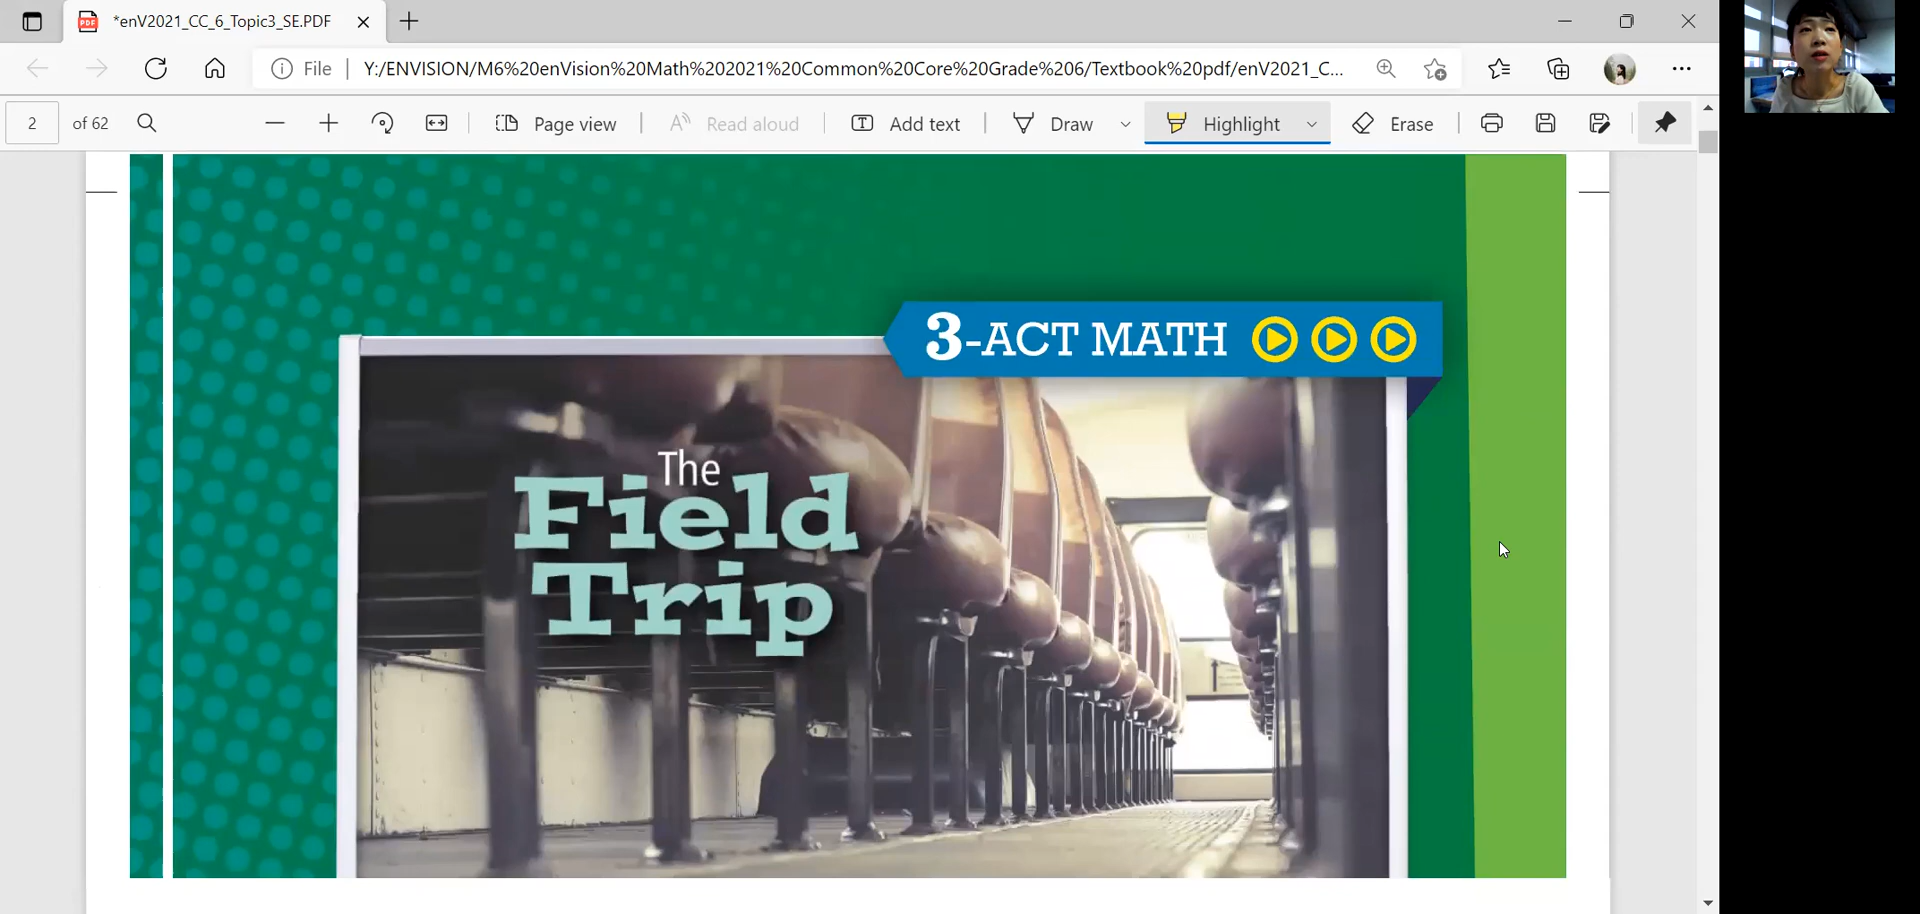 *enV2021_CC_6_Topic3_SE.PDF
File
Y:/ENVISION/M6%20enVision%20Math%202021%20Common%20Core%20Grade%206/Textbook%20pdf/enV2021_C...
2 of 62
Page view
Read aloud
Add text
Draw
Highlight
Erase
3-ACT MATH
The
Field
Trip